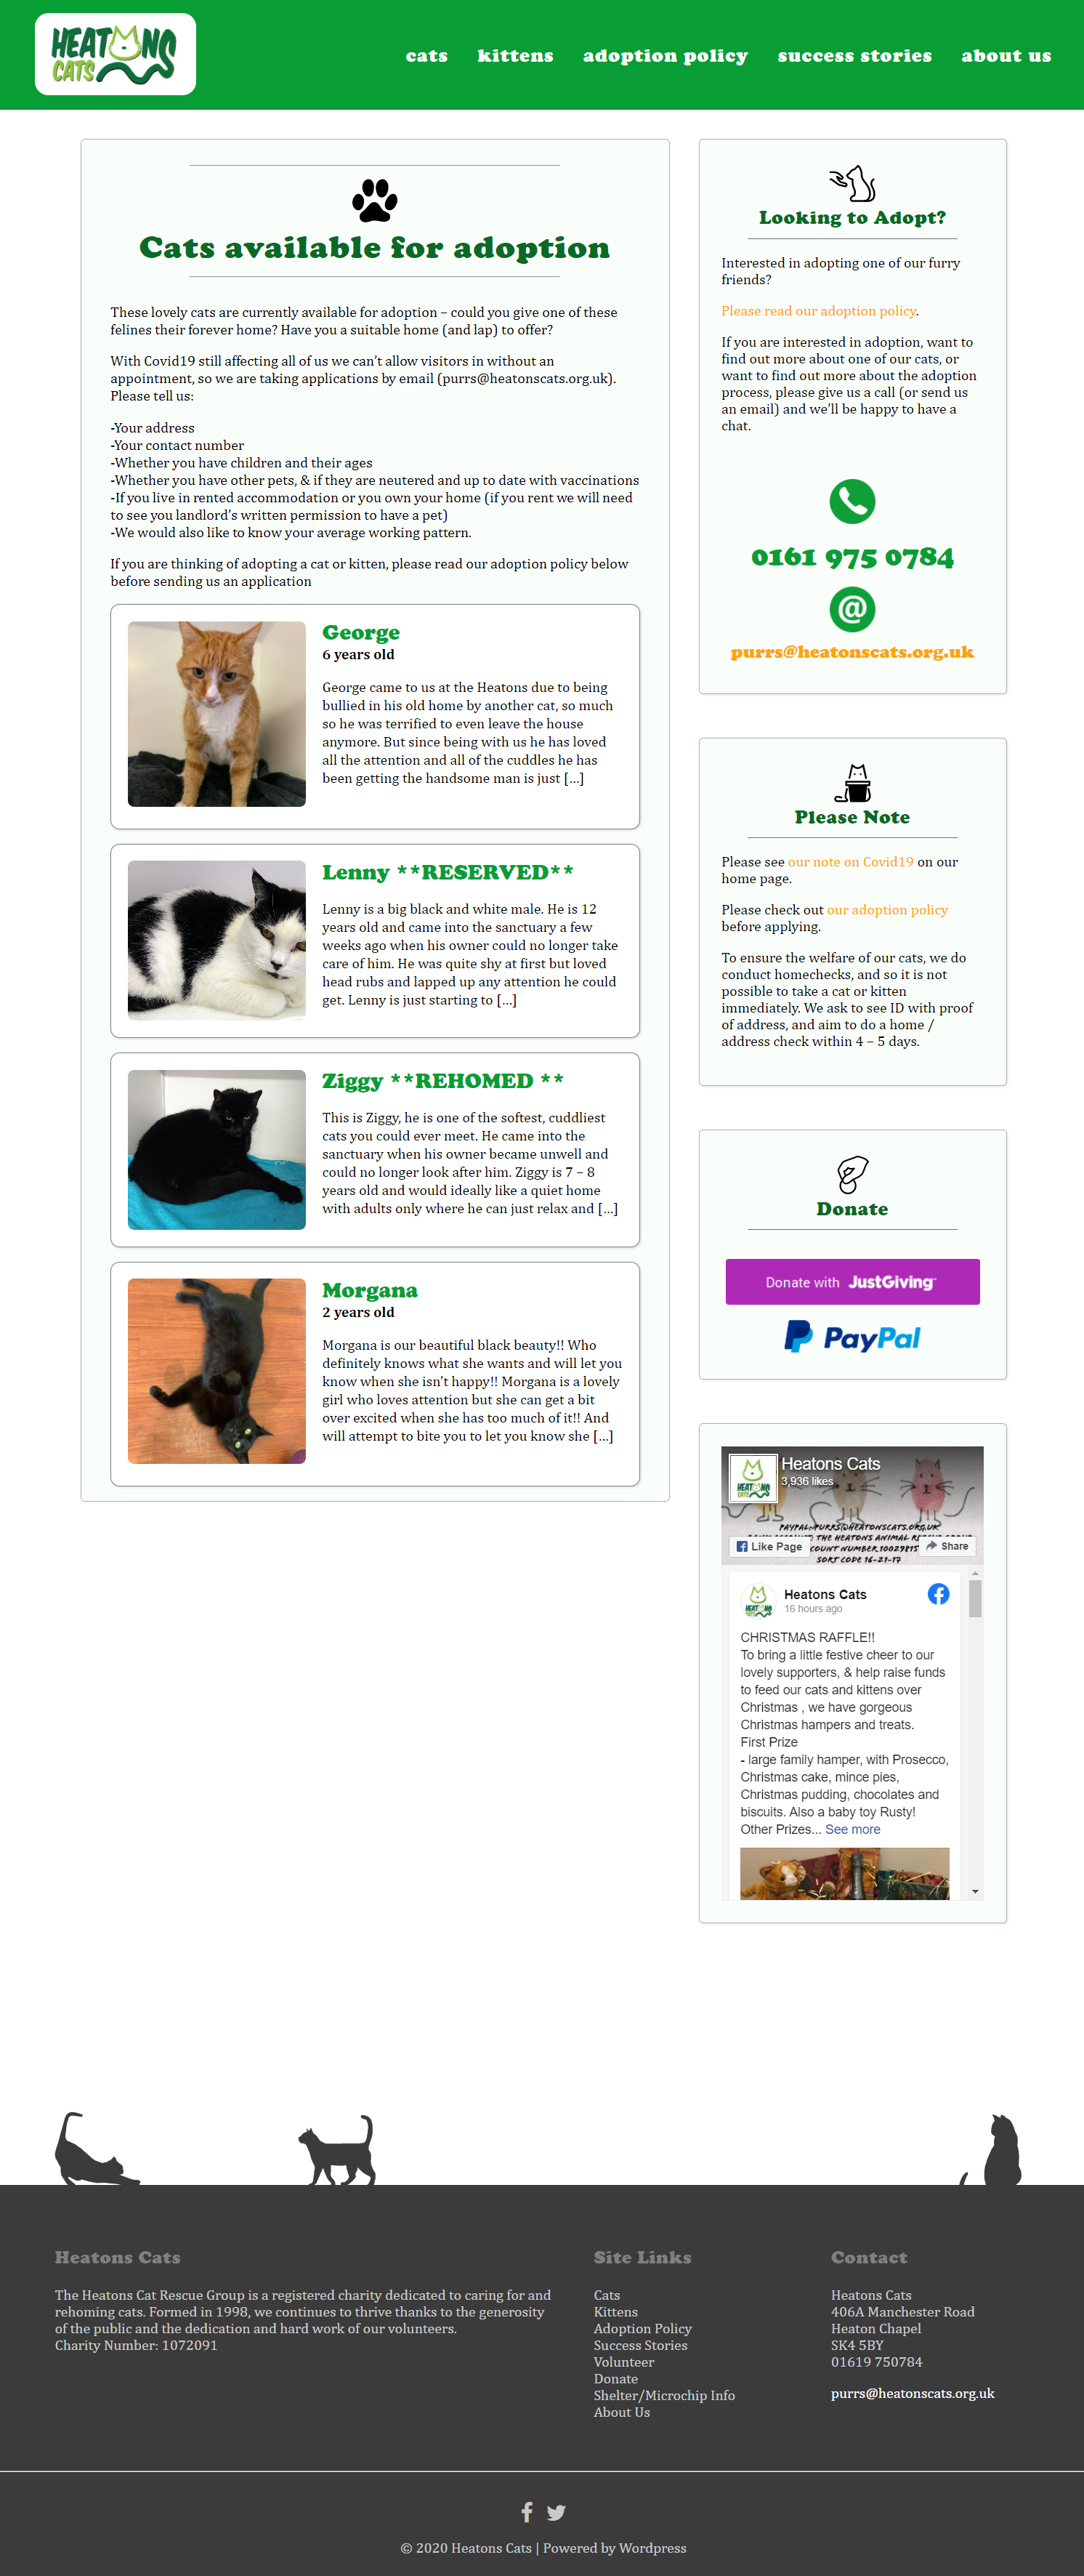 HEATONS
CATS
cats
kittens
adoption policy
success stories
about us
Cats available for adoption
These lovely cats are currently available for adoption – could you give one of these
felines their forever home? Have you a suitable home (and lap) to offer?
With Covid19 still affecting all of us we can’t allow visitors in without an
appointment, so we are taking applications by email (purrs@heatonscats.org.uk).
Please tell us:
-Your address
-Your contact number
-Whether you have children and their ages
-Whether you have other pets, & if they are neutered and up to date with vaccinations
-If you live in rented accommodation or you own your home (if you rent we will need
to see you landlord’s written permission to have a pet)
-We would also like to know your average working pattern.
If you are thinking of adopting a cat or kitten, please read our adoption policy below
before sending us an application
George
6 years old
George came to us at the Heatons due to being
bullied in his old home by another cat, so much
so he was terrified to even leave the house
anymore. But since being with us he has loved
all the attention and all of the cuddles he has
been getting the handsome man is just [...]
Lenny **RESERVED**
Lenny is a big black and white male. He is 12
years old and came into the sanctuary a few
weeks ago when his owner could no longer take
care of him. He was quite shy at first but loved
head rubs and lapped up any attention he could
get. Lenny is just starting to [...]
Ziggy **REHOMED **
This is Ziggy, he is one of the softest, cuddliest
cats you could ever meet. He came into the
sanctuary when his owner became unwell and
could no longer look after him. Ziggy is 7 – 8
years old and would ideally like a quiet home
with adults only where he can just relax and [...]
Morgana
2 years old
Morgana is our beautiful black beauty!! Who
definitely knows what she wants and will let you
know when she isn’t happy!! Morgana is a lovely
girl who loves attention but she can get a bit
over excited when she has too much of it!! And
will attempt to bite you to let you know she [...]
Looking to Adopt?
Interested in adopting one of our furry
friends?
Please read our adoption policy.
If you are interested in adoption, want to
find out more about one of our cats, or
want to find out more about the adoption
process, please give us a call (or send us
an email) and we’ll be happy to have a
chat.
0161 975 0784
@
purrs@heatonscats.org.uk
Please Note
Please see our note on Covid19 on our
home page.
Please check out our adoption policy
before applying.
To ensure the welfare of our cats, we do
conduct homechecks, and so it is not
possible to take a cat or kitten
immediately. We ask to see ID with proof
of address, and aim to do a home /
address check within 4 – 5 days.
Donate
Donate with JustGiving™
PayPal
HEATONS
CATS
Heatons Cats
3,936 likes
PAYPAL:PURRS@HEATONSCATS.ORG.UK
THE HEATONS ANIMAL
COUNT NUMBER:10029815
SORT CODE 16-21-17
Like Page
Share
HEATONS
CATS
Heatons Cats
16 hours ago
CHRISTMAS RAFFLE!!
To bring a little festive cheer to our
lovely supporters, & help raise funds
to feed our cats and kittens over
Christmas , we have gorgeous
Christmas hampers and treats.
First Prize
- large family hamper, with Prosecco,
Christmas cake, mince pies,
Christmas pudding, chocolates and
biscuits. Also a baby toy Rusty!
Other Prizes... See more
Heatons Cats
The Heatons Cat Rescue Group is a registered charity dedicated to caring for and
rehoming cats. Formed in 1998, we continues to thrive thanks to the generosity
of the public and the dedication and hard work of our volunteers.
Charity Number: 1072091
Site Links
Cats
Kittens
Adoption Policy
Success Stories
Volunteer
Donate
Shelter/Microchip Info
About Us
Contact
Heatons Cats
406A Manchester Road
Heaton Chapel
SK4 5BY
01619 750784
purrs@heatonscats.org.uk
© 2020 Heatons Cats | Powered by Wordpress